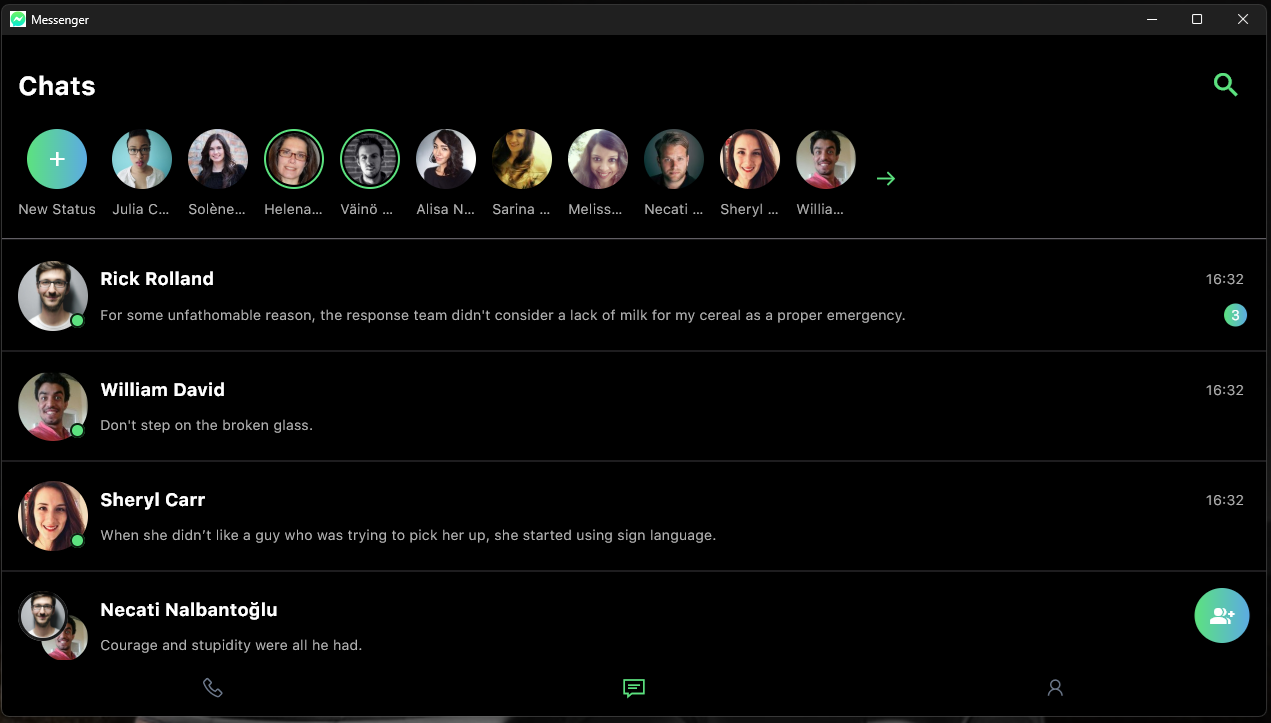 Messenger
Chats
New Status
Julia C...
Solène...
Helena...
Väinö ...
Alisa N...
Sarina ...
Meliss...
Necati ...
Sheryl ...
Willia...
Rick Rolland
16:32
For some unfathomable reason, the response team didn't consider a lack of milk for my cereal as a proper emergency.
3
William David
16:32
Don't step on the broken glass.
Sheryl Carr
16:32
When she didn’t like a guy who was trying to pick her up, she started using sign language.
Necati Nalbantoğlu
Courage and stupidity were all he had.